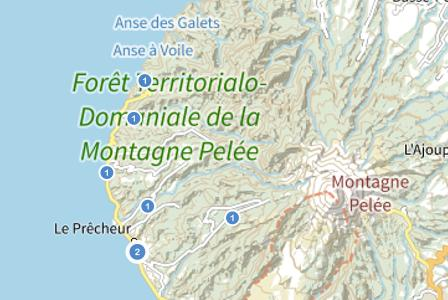 Anse des Galets
Anse à Voile
1
Forêt Territorialo-
1
Domaniale de la
L'Ajoup
Montagne Pelée
1
Montagne
Pelée
1
1
Le Prêcheur
2